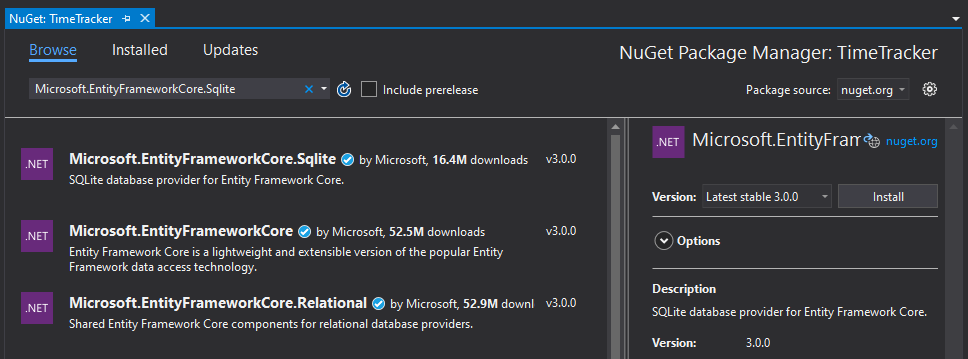 NuGet: TimeTracker
Browse Installed Updates
NuGet Package Manager: TimeTracker
Microsoft.EntityFrameworkCore.Sqlite
Include prerelease
Package source: nuget.org
.NET
Microsoft.EntityFrameworkCore.Sqlite by Microsoft, 16.4M downloads v3.0.0
SQLite database provider for Entity Framework Core.
.NET
Microsoft.EntityFrameworkCore by Microsoft, 52.5M downloads v3.0.0
Entity Framework Core is a lightweight and extensible version of the popular Entity
Framework data access technology.
.NET
Microsoft.EntityFrameworkCore.Relational by Microsoft, 52.9M downl v3.0.0
Shared Entity Framework Core components for relational database providers.
.NET
Microsoft.EntityFram nuget.org
Version: Latest stable 3.0.0 Install
Options
Description
SQLite database provider for Entity Framework Core.
Version: 3.0.0